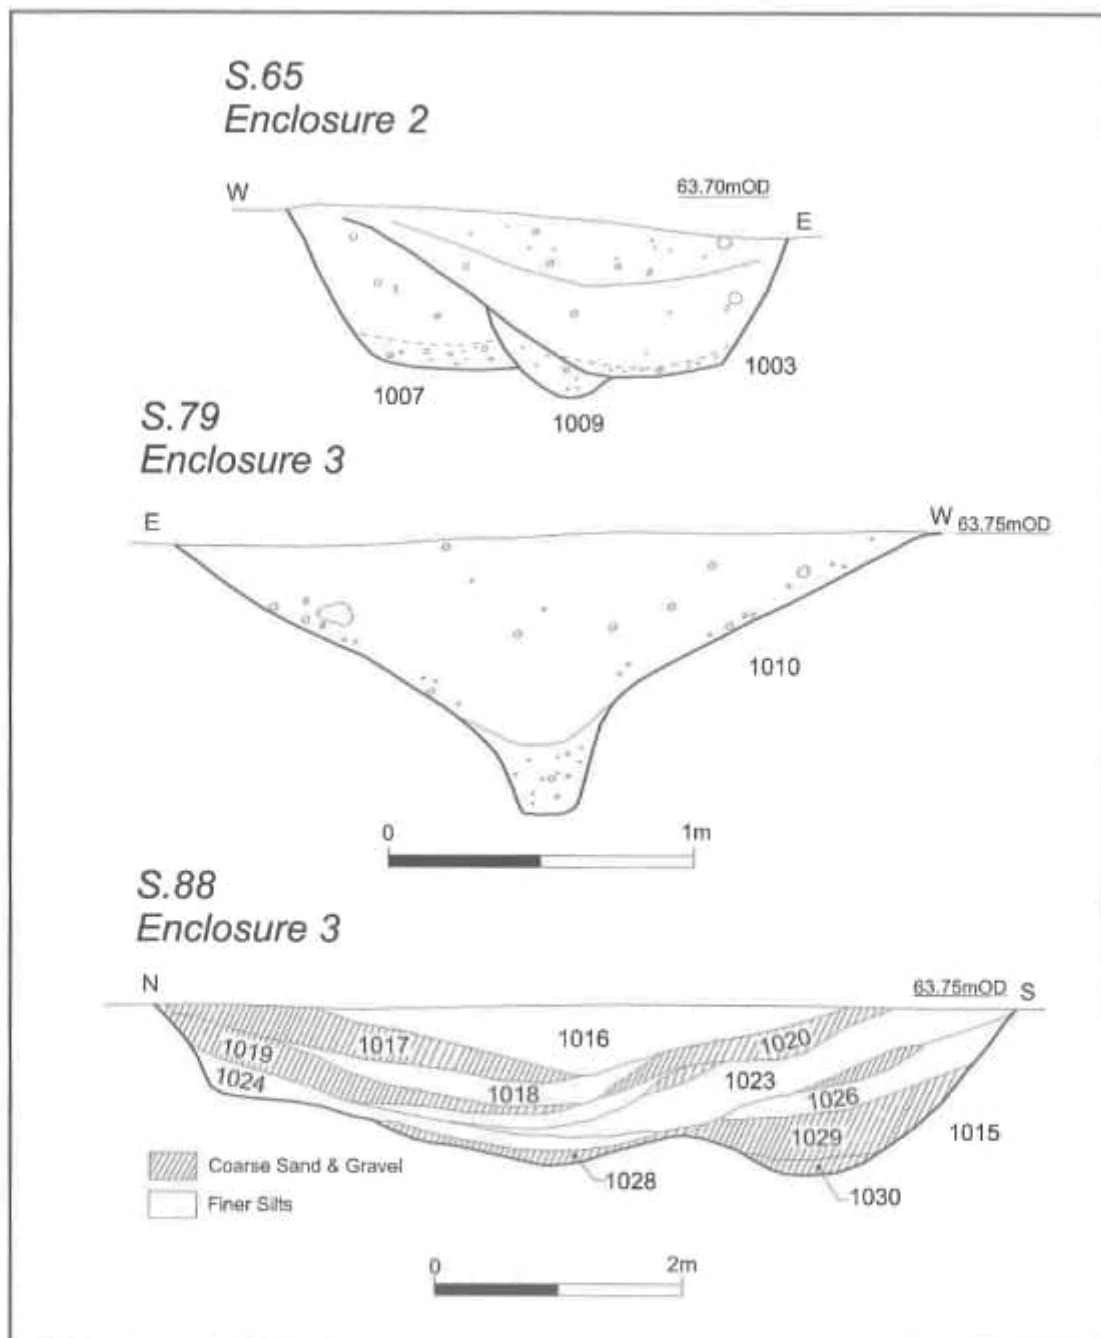 S.65
Enclosure 2
W
63.70mOD
E
1003
1007
1009
S.79
Enclosure 3
E
W
63.75mOD
1010
0
1m
S.88
Enclosure 3
N
63.75mOD
S
1016
1017
1020
1019
1024
1018
1023
1026
1029
1015
Coarse Sand & Gravel
1028
1030
Finer Silts
0
2m